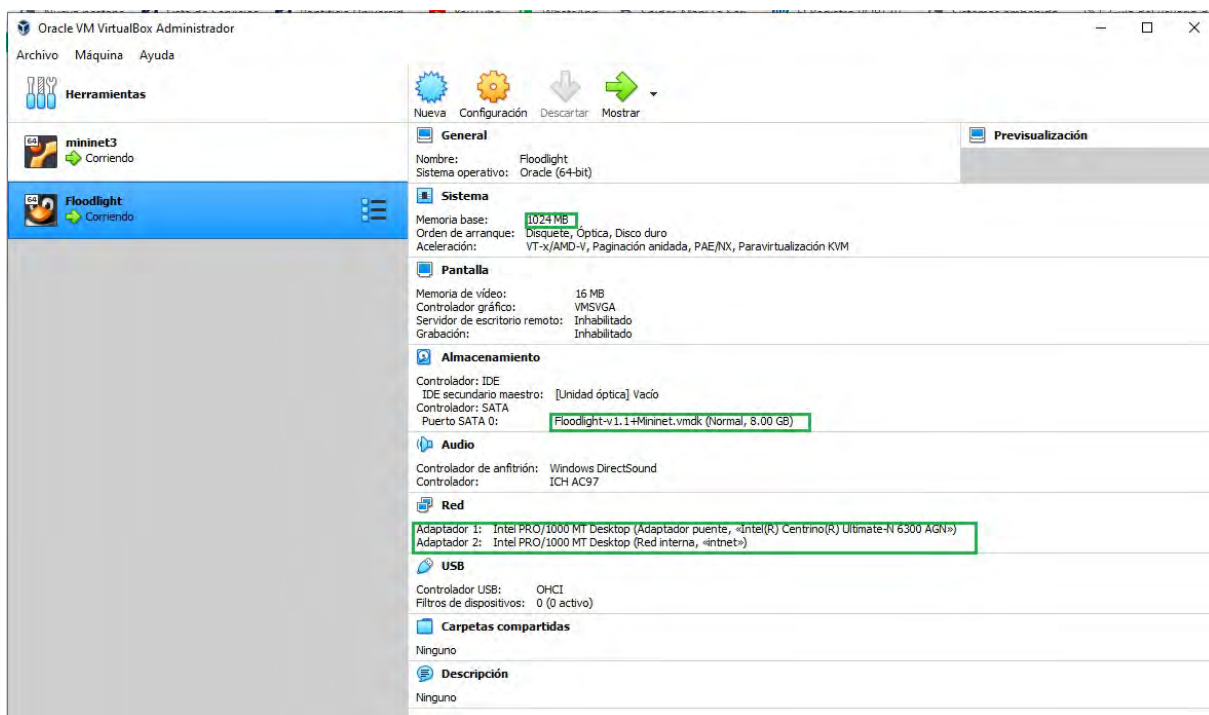 Oracle VM VirtualBox Administrador
Archivo Máquina Ayuda
Herramientas
Nueva Configuración Descartar Mostrar
64
mininet3
Corriendo
64
Floodlight
Corriendo
General
Nombre: Floodlight
Sistema operativo: Oracle (64-bit)
Previsualización
Sistema
Memoria base: 1024 MB
Orden de arranque: Disquete, Óptica, Disco duro
Aceleración: VT-x/AMD-V, Paginación anidada, PAE/NX, Paravirtualización KVM
Pantalla
Memoria de vídeo: 16 MB
Controlador gráfico: VMSVGA
Servidor de escritorio remoto: Inhabilitado
Grabación: Inhabilitado
Almacenamiento
Controlador: IDE
IDE secundario maestro: [Unidad óptica] Vacío
Controlador: SATA
Puerto SATA 0: Floodlight-v1.1+Mininet.vmdk (Normal, 8.00 GB)
Audio
Controlador de anfitrión: Windows DirectSound
Controlador: ICH AC97
Red
Adaptador 1: Intel PRO/1000 MT Desktop (Adaptador puente, «Intel(R) Centrino(R) Ultimate-N 6300 AGN»)
Adaptador 2: Intel PRO/1000 MT Desktop (Red interna, «intnet»)
USB
Controlador USB: OHCI
Filtros de dispositivos: 0 (0 activo)
Carpetas compartidas
Ninguno
Descripción
Ninguno